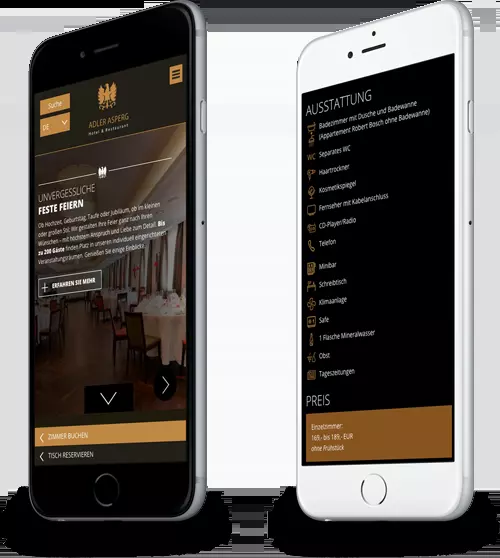 Suche
DE
ADLER ASPERG
Hotel & Restaurant
UNVERGESSLICHE
FESTE FEIERN
Ob Hochzeit, Geburtstag, Taufe oder Jubiläum, ob im kleinen
oder großen Stil: Wir gestalten Ihre Feier ganz nach Ihren
Wünschen – mit höchstem Anspruch und Liebe zum Detail. Bis
zu 200 Gäste finden Platz in unseren individuell eingerichteten
Veranstaltungsräumen. Genießen Sie einige Einblicke.
ERFAHREN SIE MEHR
ZIMMER BUCHEN
TISCH RESERVIEREN
AUSSTATTUNG
Badezimmer mit Dusche und Badewanne
(Appartement Robert Bosch ohne Badewanne)
WC Separates WC
Haartrockner
Kosmetikspiegel
Fernseher mit Kabelanschluss
CD-Player/Radio
Telefon
Minibar
Schreibtisch
Klimaanlage
Safe
1 Flasche Mineralwasser
Obst
Tageszeitungen
PREIS
Einzelzimmer:
169,- bis 189,- EUR
ohne Frühstück